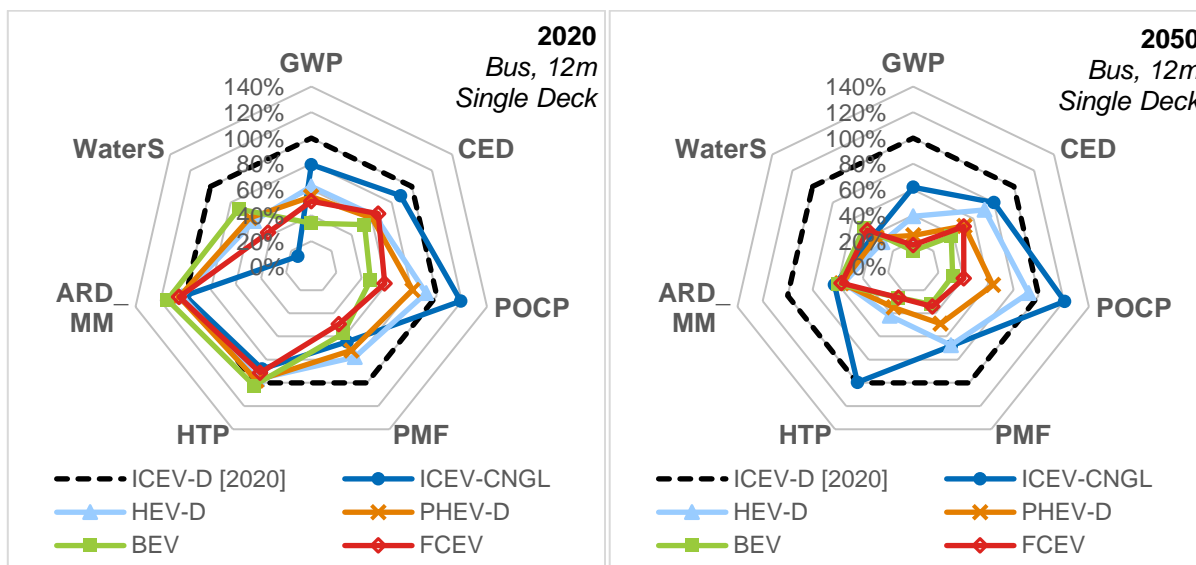 2020
Bus, 12m
Single Deck
GWP
140%
120%
100%
80%
60%
40%
20%
0%
WaterS
CED
ARD_
MM
POCP
HTP
PMF
ICEV-D [2020]
ICEV-CNGL
HEV-D
PHEV-D
BEV
FCEV
2050
Bus, 12m
Single Deck
GWP
140%
120%
100%
80%
60%
40%
20%
0%
WaterS
CED
ARD_
MM
POCP
HTP
PMF
ICEV-D [2020]
ICEV-CNGL
HEV-D
PHEV-D
BEV
FCEV